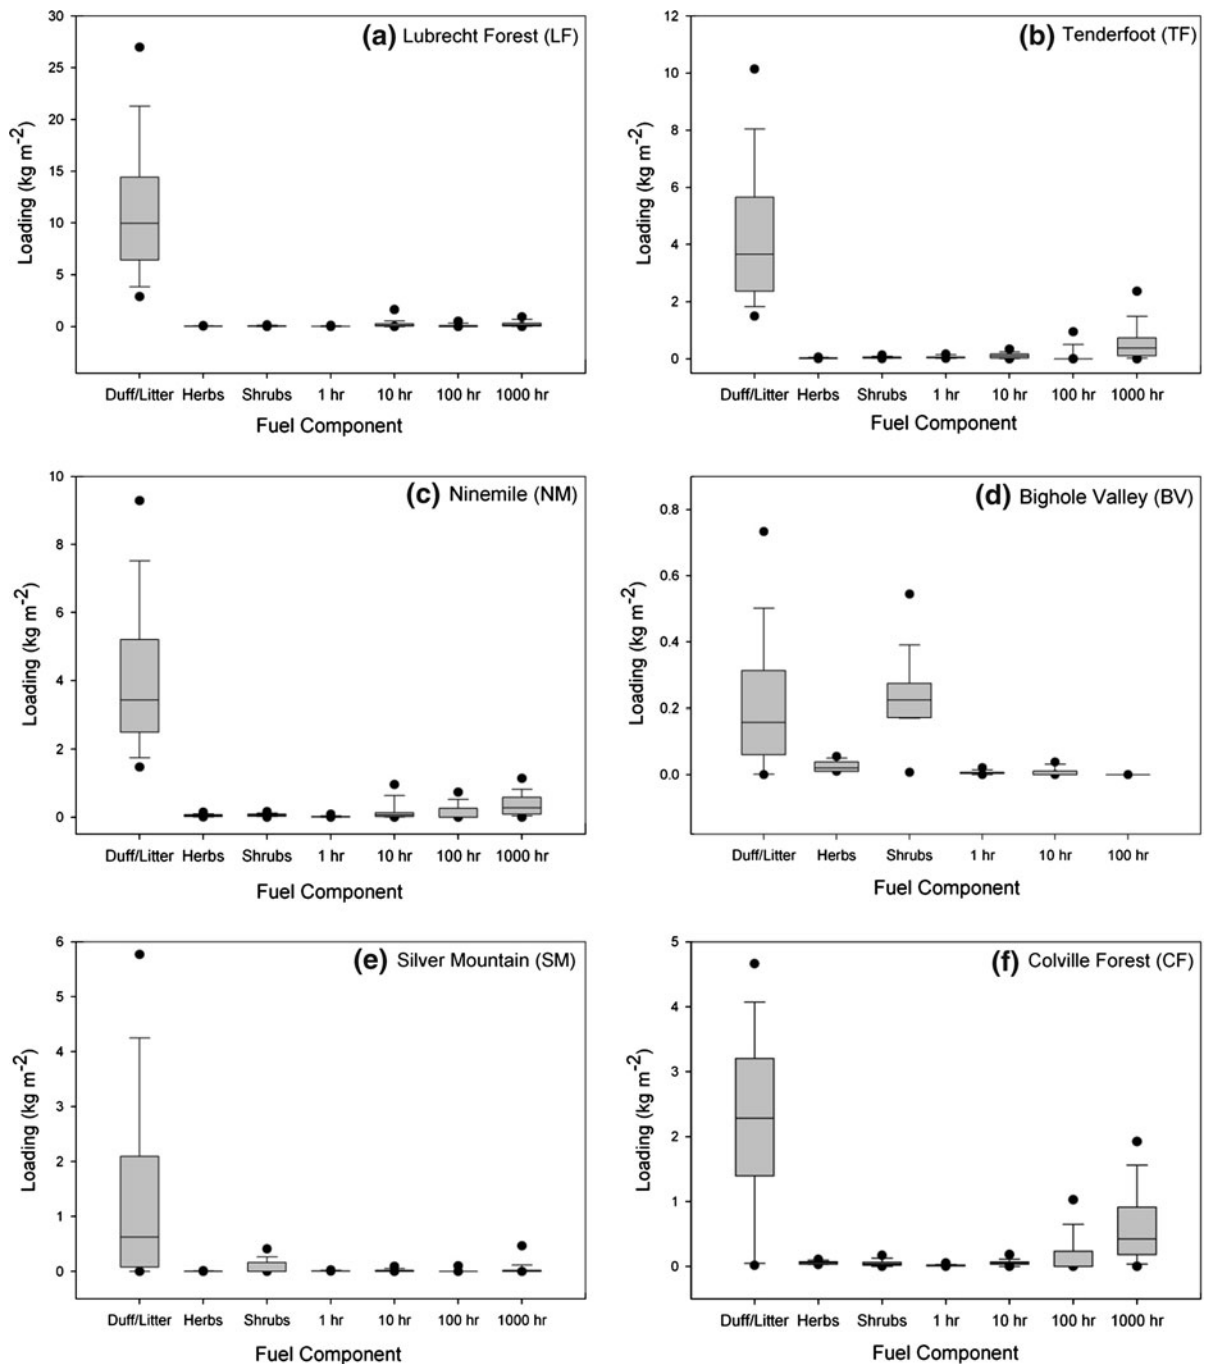 (a) Lubrecht Forest (LF)
Loading (kg m⁻²)
30
25
20
15
10
5
0
Duff/Litter Herbs Shrubs 1 hr 10 hr 100 hr 1000 hr
Fuel Component
(b) Tenderfoot (TF)
Loading (kg m⁻²)
12
10
8
6
4
2
0
Duff/Litter Herbs Shrubs 1 hr 10 hr 100 hr 1000 hr
Fuel Component
(c) Ninemile (NM)
Loading (kg m⁻²)
10
8
6
4
2
0
Duff/Litter Herbs Shrubs 1 hr 10 hr 100 hr 1000 hr
Fuel Component
(d) Bighole Valley (BV)
Loading (kg m⁻²)
0.8
0.6
0.4
0.2
0.0
Duff/Litter Herbs Shrubs 1 hr 10 hr 100 hr
Fuel Component
(e) Silver Mountain (SM)
Loading (kg m⁻²)
6
5
4
3
2
1
0
Duff/Litter Herbs Shrubs 1 hr 10 hr 100 hr 1000 hr
Fuel Component
(f) Colville Forest (CF)
Loading (kg m⁻²)
5
4
3
2
1
0
Duff/Litter Herbs Shrubs 1 hr 10 hr 100 hr 1000 hr
Fuel Component